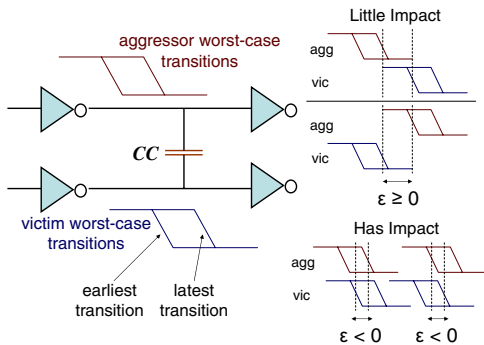 aggressor worst-case
transitions
CC
victim worst-case
transitions
earliest
transition
latest
transition
Little Impact
agg
vic
agg
vic
ε ≥ 0
Has Impact
agg
vic
ε < 0
ε < 0